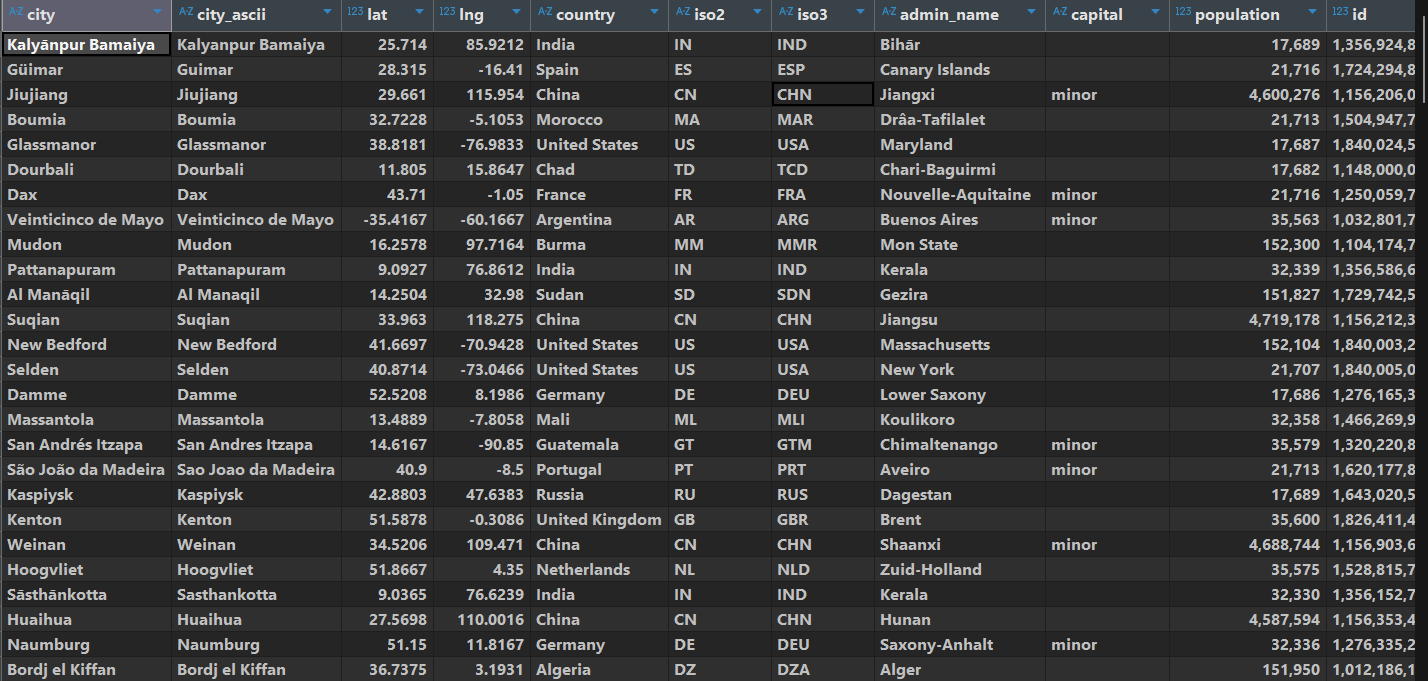 AZ city AZ city_ascii 123 lat 123 lng AZ country AZ iso2 AZ iso3 AZ admin_name AZ capital 123 population 123 id
Kalyānpur Bamaiya Kalyanpur Bamaiya 25.714 85.9212 India IN IND Bihār 17,689 1,356,924,8
Güimar Guimar 28.315 -16.41 Spain ES ESP Canary Islands 21,716 1,724,294,8
Jiujiang Jiujiang 29.661 115.954 China CN CHN Jiangxi minor 4,600,276 1,156,206,0
Boumia Boumia 32.7228 -5.1053 Morocco MA MAR Drâa-Tafilalet 21,713 1,504,947,7
Glassmanor Glassmanor 38.8181 -76.9833 United States US USA Maryland 17,687 1,840,024,5
Dourbali Dourbali 11.805 15.8647 Chad TD TCD Chari-Baguirmi 17,682 1,148,000,0
Dax Dax 43.71 -1.05 France FR FRA Nouvelle-Aquitaine minor 21,716 1,250,059,7
Veinticinco de Mayo Veinticinco de Mayo -35.4167 -60.1667 Argentina AR ARG Buenos Aires minor 35,563 1,032,801,7
Mudon Mudon 16.2578 97.7164 Burma MM MMR Mon State 152,300 1,104,174,7
Pattanapuram Pattanapuram 9.0927 76.8612 India IN IND Kerala 32,339 1,356,586,6
Al Manāqil Al Manaqil 14.2504 32.98 Sudan SD SDN Gezira 151,827 1,729,742,5
Suqian Suqian 33.963 118.275 China CN CHN Jiangsu 4,719,178 1,156,212,3
New Bedford New Bedford 41.6697 -70.9428 United States US USA Massachusetts 152,104 1,840,003,2
Selden Selden 40.8714 -73.0466 United States US USA New York 21,707 1,840,005,0
Damme Damme 52.5208 8.1986 Germany DE DEU Lower Saxony 17,686 1,276,165,3
Massantola Massantola 13.4889 -7.8058 Mali ML MLI Koulikoro 32,358 1,466,269,9
San Andrés Itzapa San Andres Itzapa 14.6167 -90.85 Guatemala GT GTM Chimaltenango minor 35,579 1,320,220,8
São João da Madeira Sao Joao da Madeira 40.9 -8.5 Portugal PT PRT Aveiro minor 21,713 1,620,177,8
Kaspiysk Kaspiysk 42.8803 47.6383 Russia RU RUS Dagestan 17,689 1,643,020,5
Kenton Kenton 51.5878 -0.3086 United Kingdom GB GBR Brent 35,600 1,826,411,4
Weinan Weinan 34.5206 109.471 China CN CHN Shaanxi minor 4,688,744 1,156,903,6
Hoogvliet Hoogvliet 51.8667 4.35 Netherlands NL NLD Zuid-Holland 35,575 1,528,815,7
Sāsthānkotta Sasthankotta 9.0365 76.6239 India IN IND Kerala 32,330 1,356,152,7
Huaihua Huaihua 27.5698 110.0016 China CN CHN Hunan 4,587,594 1,156,353,4
Naumburg Naumburg 51.15 11.8167 Germany DE DEU Saxony-Anhalt minor 32,336 1,276,335,2
Bordj el Kiffan Bordj el Kiffan 36.7375 3.1931 Algeria DZ DZA Alger 151,950 1,012,186,1